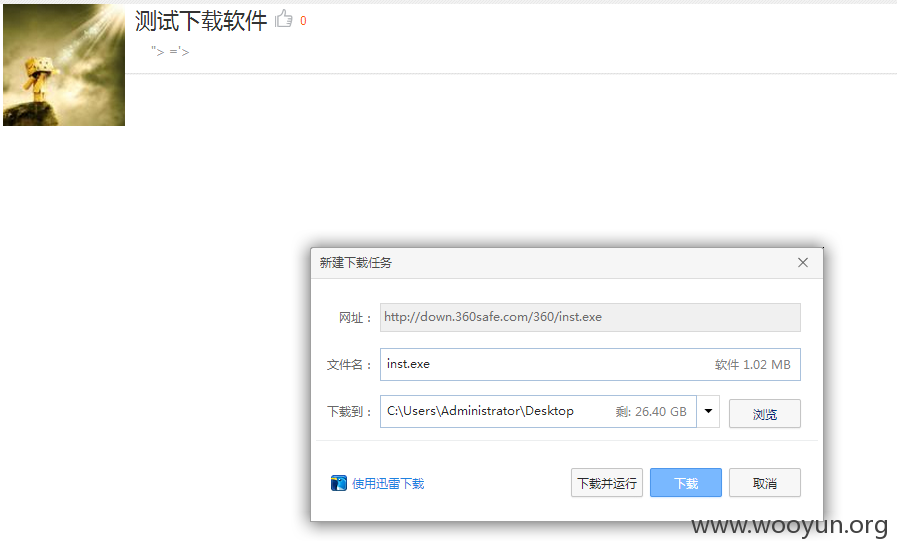 测试下载软件 0
"> ='>
新建下载任务
网址： http://down.360safe.com/360/inst.exe
文件名： inst.exe 软件 1.02 MB
下载到： C:\Users\Administrator\Desktop 剩: 26.40 GB 浏览
使用迅雷下载 下载并运行 下载 取消
www.wooyun.org